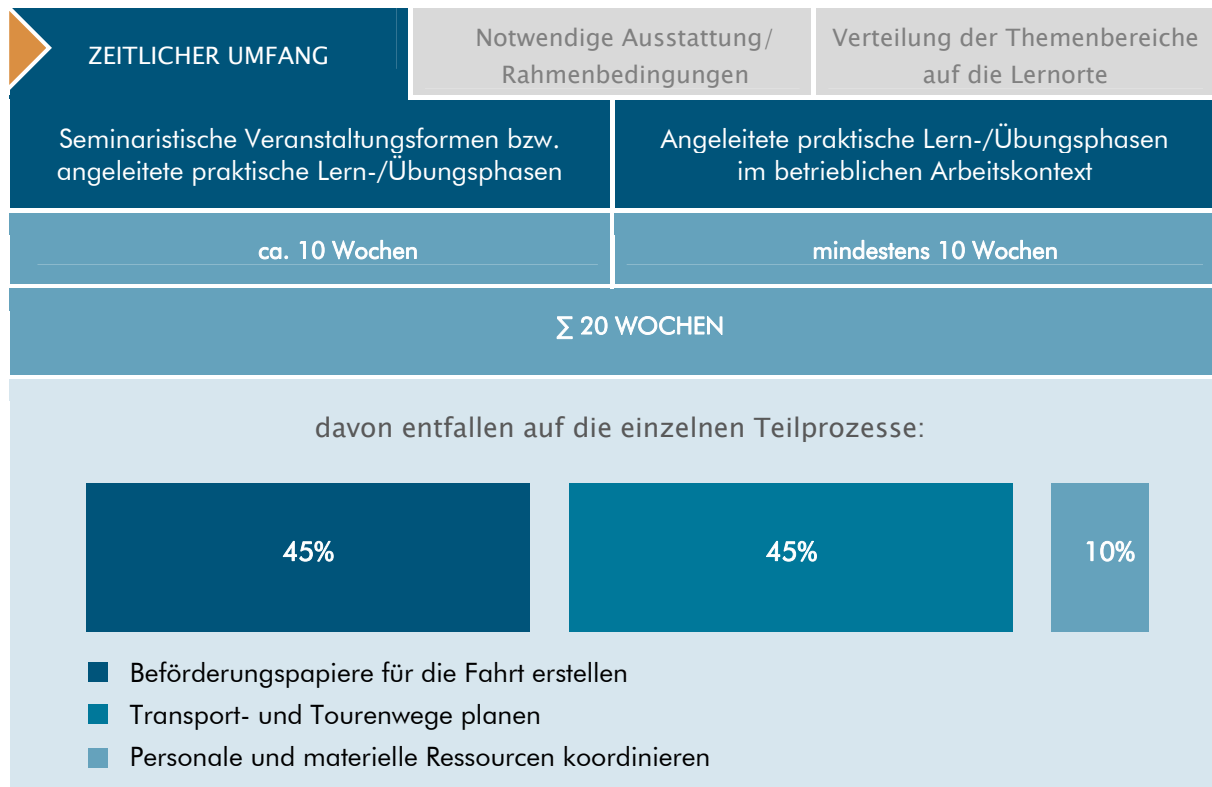 ZEITLICHER UMFANG
Notwendige Ausstattung/
Rahmenbedingungen
Verteilung der Themenbereiche
auf die Lernorte
Seminaristische Veranstaltungsformen bzw.
angeleitete praktische Lern-/Übungsphasen
Angeleitete praktische Lern-/Übungsphasen
im betrieblichen Arbeitskontext
ca. 10 Wochen
mindestens 10 Wochen
∑ 20 WOCHEN
davon entfallen auf die einzelnen Teilprozesse:
45%
45%
10%
Beförderungspapiere für die Fahrt erstellen
Transport- und Tourenwege planen
Personale und materielle Ressourcen koordinieren